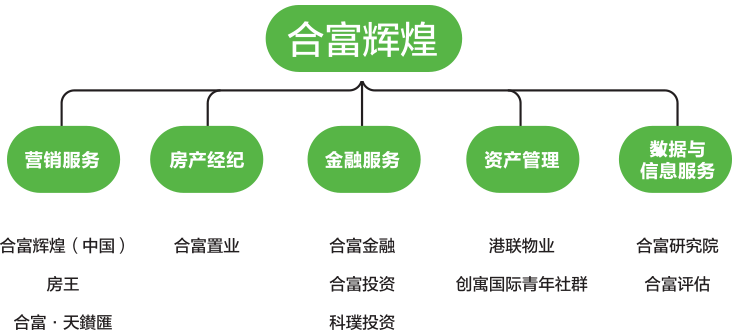 合富辉煌
营销服务
房产经纪
金融服务
资产管理
数据与
信息服务
合富辉煌（中国）
合富置业
合富金融
港联物业
合富研究院
房王
合富投资
创寓国际青年社群
合富评估
合富·天鑂匯
科璞投资